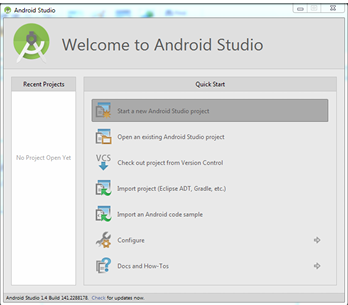 Android Studio
Welcome to Android Studio
Recent Projects
No Project Open Yet
Quick Start
Start a new Android Studio project
Open an existing Android Studio project
VCS
Check out project from Version Control
Import project (Eclipse ADT, Gradle, etc.)
Import an Android code sample
Configure
Docs and How-Tos
Android Studio 1.4 Build 141.2288178. Check for updates now.